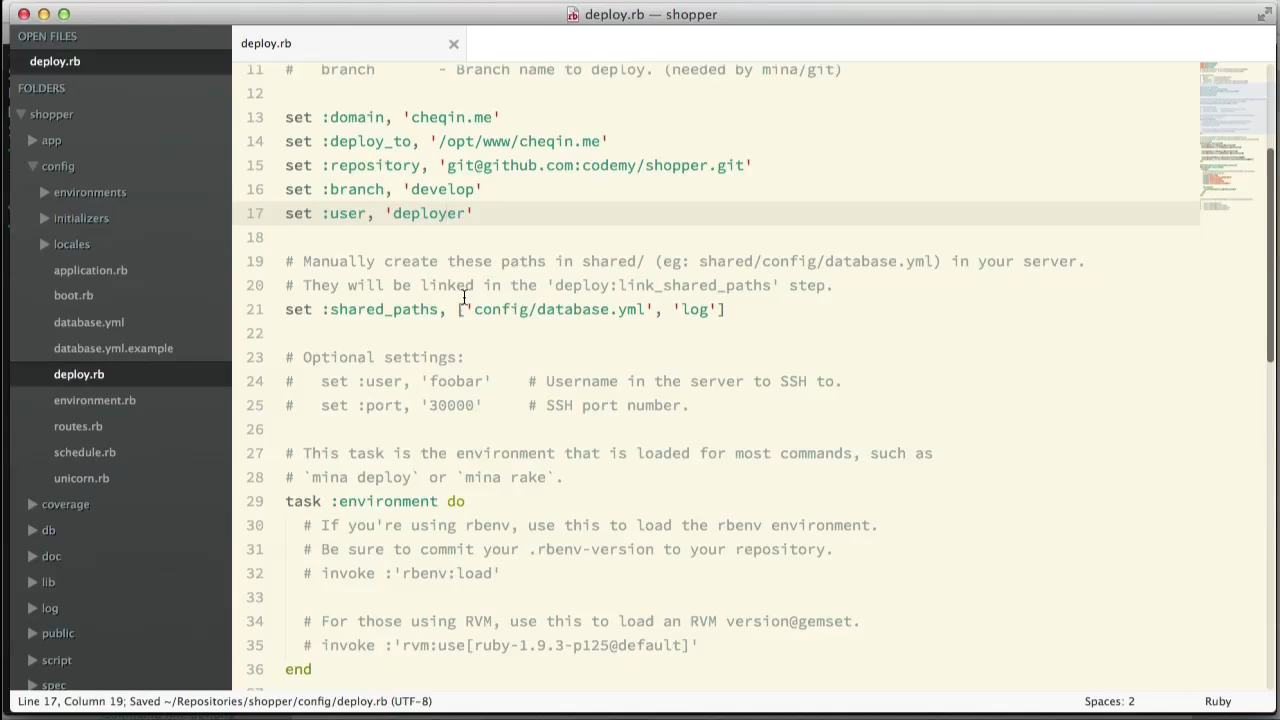 deploy.rb — shopper
OPEN FILES
deploy.rb
FOLDERS
shopper
app
config
environments
initializers
locales
application.rb
boot.rb
database.yml
database.yml.example
deploy.rb
environment.rb
routes.rb
schedule.rb
unicorn.rb
coverage
db
doc
lib
log
public
script
spec
deploy.rb
11 #   branch       - Branch name to deploy. (needed by mina/git)
12
13 set :domain, 'cheqin.me'
14 set :deploy_to, '/opt/www/cheqin.me'
15 set :repository, 'git@github.com:codemy/shopper.git'
16 set :branch, 'develop'
17 set :user, 'deployer'
18
19 # Manually create these paths in shared/ (eg: shared/config/database.yml) in your server.
20 # They will be linked in the 'deploy:link_shared_paths' step.
21 set :shared_paths, ['config/database.yml', 'log']
22
23 # Optional settings:
24 #   set :user, 'foobar'    # Username in the server to SSH to.
25 #   set :port, '30000'     # SSH port number.
26
27 # This task is the environment that is loaded for most commands, such as
28 # `mina deploy` or `mina rake`.
29 task :environment do
30   # If you're using rbenv, use this to load the rbenv environment.
31   # Be sure to commit your .rbenv-version to your repository.
32   # invoke :'rbenv:load'
33
34   # For those using RVM, use this to load an RVM version@gemset.
35   # invoke :'rvm:use[ruby-1.9.3-p125@default]'
36 end
Line 17, Column 19; Saved ~/Repositories/shopper/config/deploy.rb (UTF-8)
Spaces: 2
Ruby